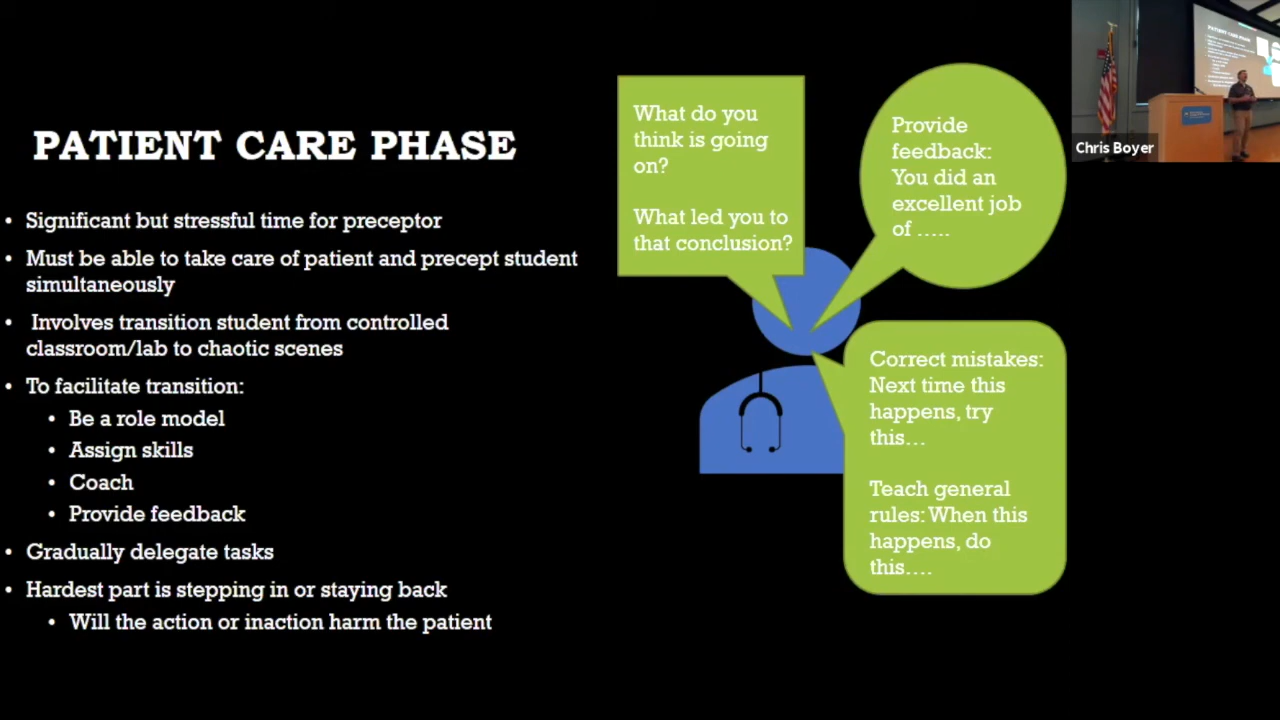 PATIENT CARE PHASE
• Significant but stressful time for preceptor
• Must be able to take care of patient and precept student
simultaneously
• Involves transition student from controlled
classroom/lab to chaotic scenes
• To facilitate transition:
• Be a role model
• Assign skills
• Coach
• Provide feedback
• Gradually delegate tasks
• Hardest part is stepping in or staying back
• Will the action or inaction harm the patient
What do you
think is going
on?
What led you to
that conclusion?
Provide
feedback:
You did an
excellent job
of …..
Correct mistakes:
Next time this
happens, try
this…
Teach general
rules: When this
happens, do
this….
PATIENT CARE PHASE
Chris Boyer